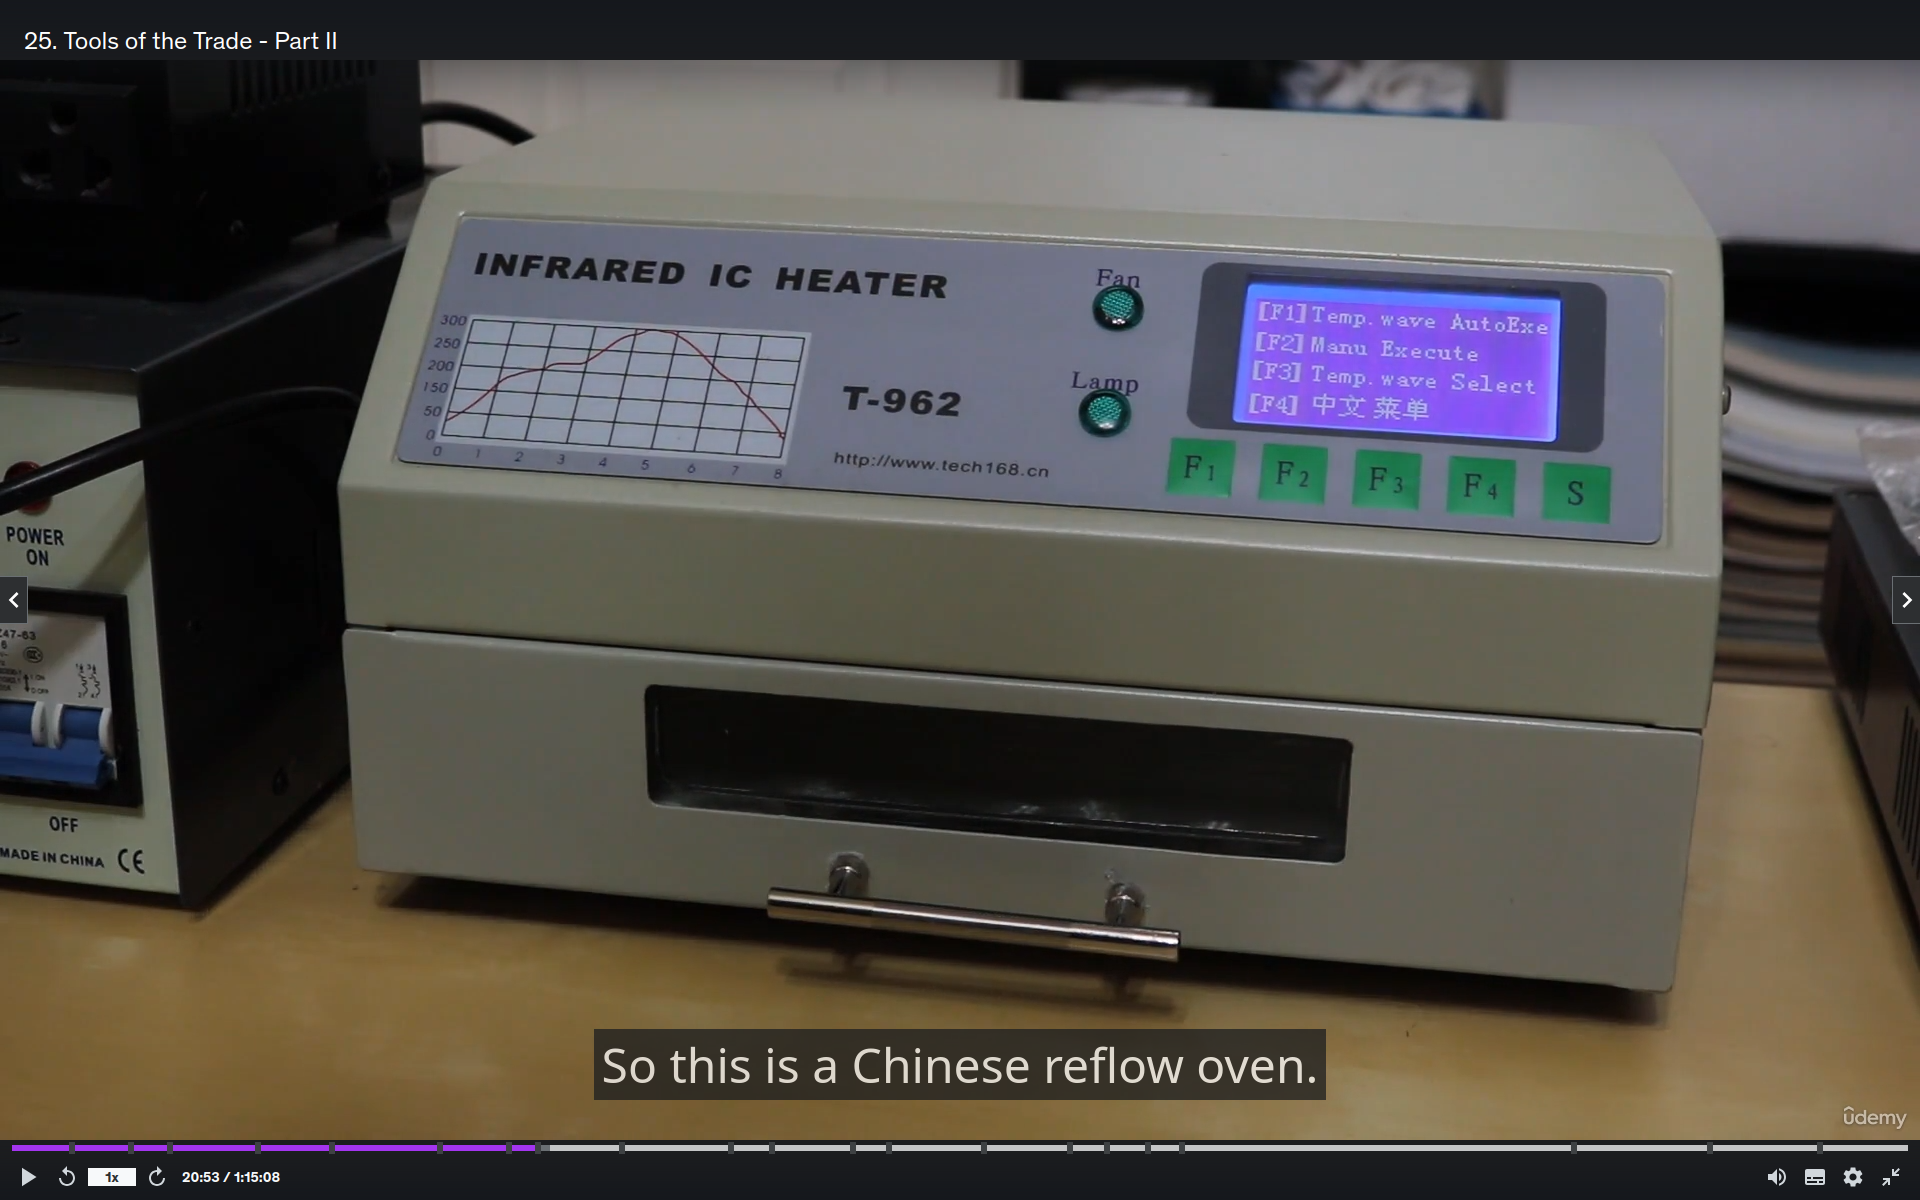 25. Tools of the Trade - Part II
INFRARED IC HEATER
300
250
200
150
50
0
0 1 2 3 4 5 6 7 8
T-962
http://www.tech168.cn
Fan
Lamp
[F1]Temp.wave AutoExe
[F2]Manu Execute
[F3]Temp.wave Select
[F4] 中文菜单
F1 F2 F3 F4 S
POWER
ON
Z47-63
OFF
MADE IN CHINA CE
So this is a Chinese reflow oven.
ûdemy
1x
20:53 / 1:15:08